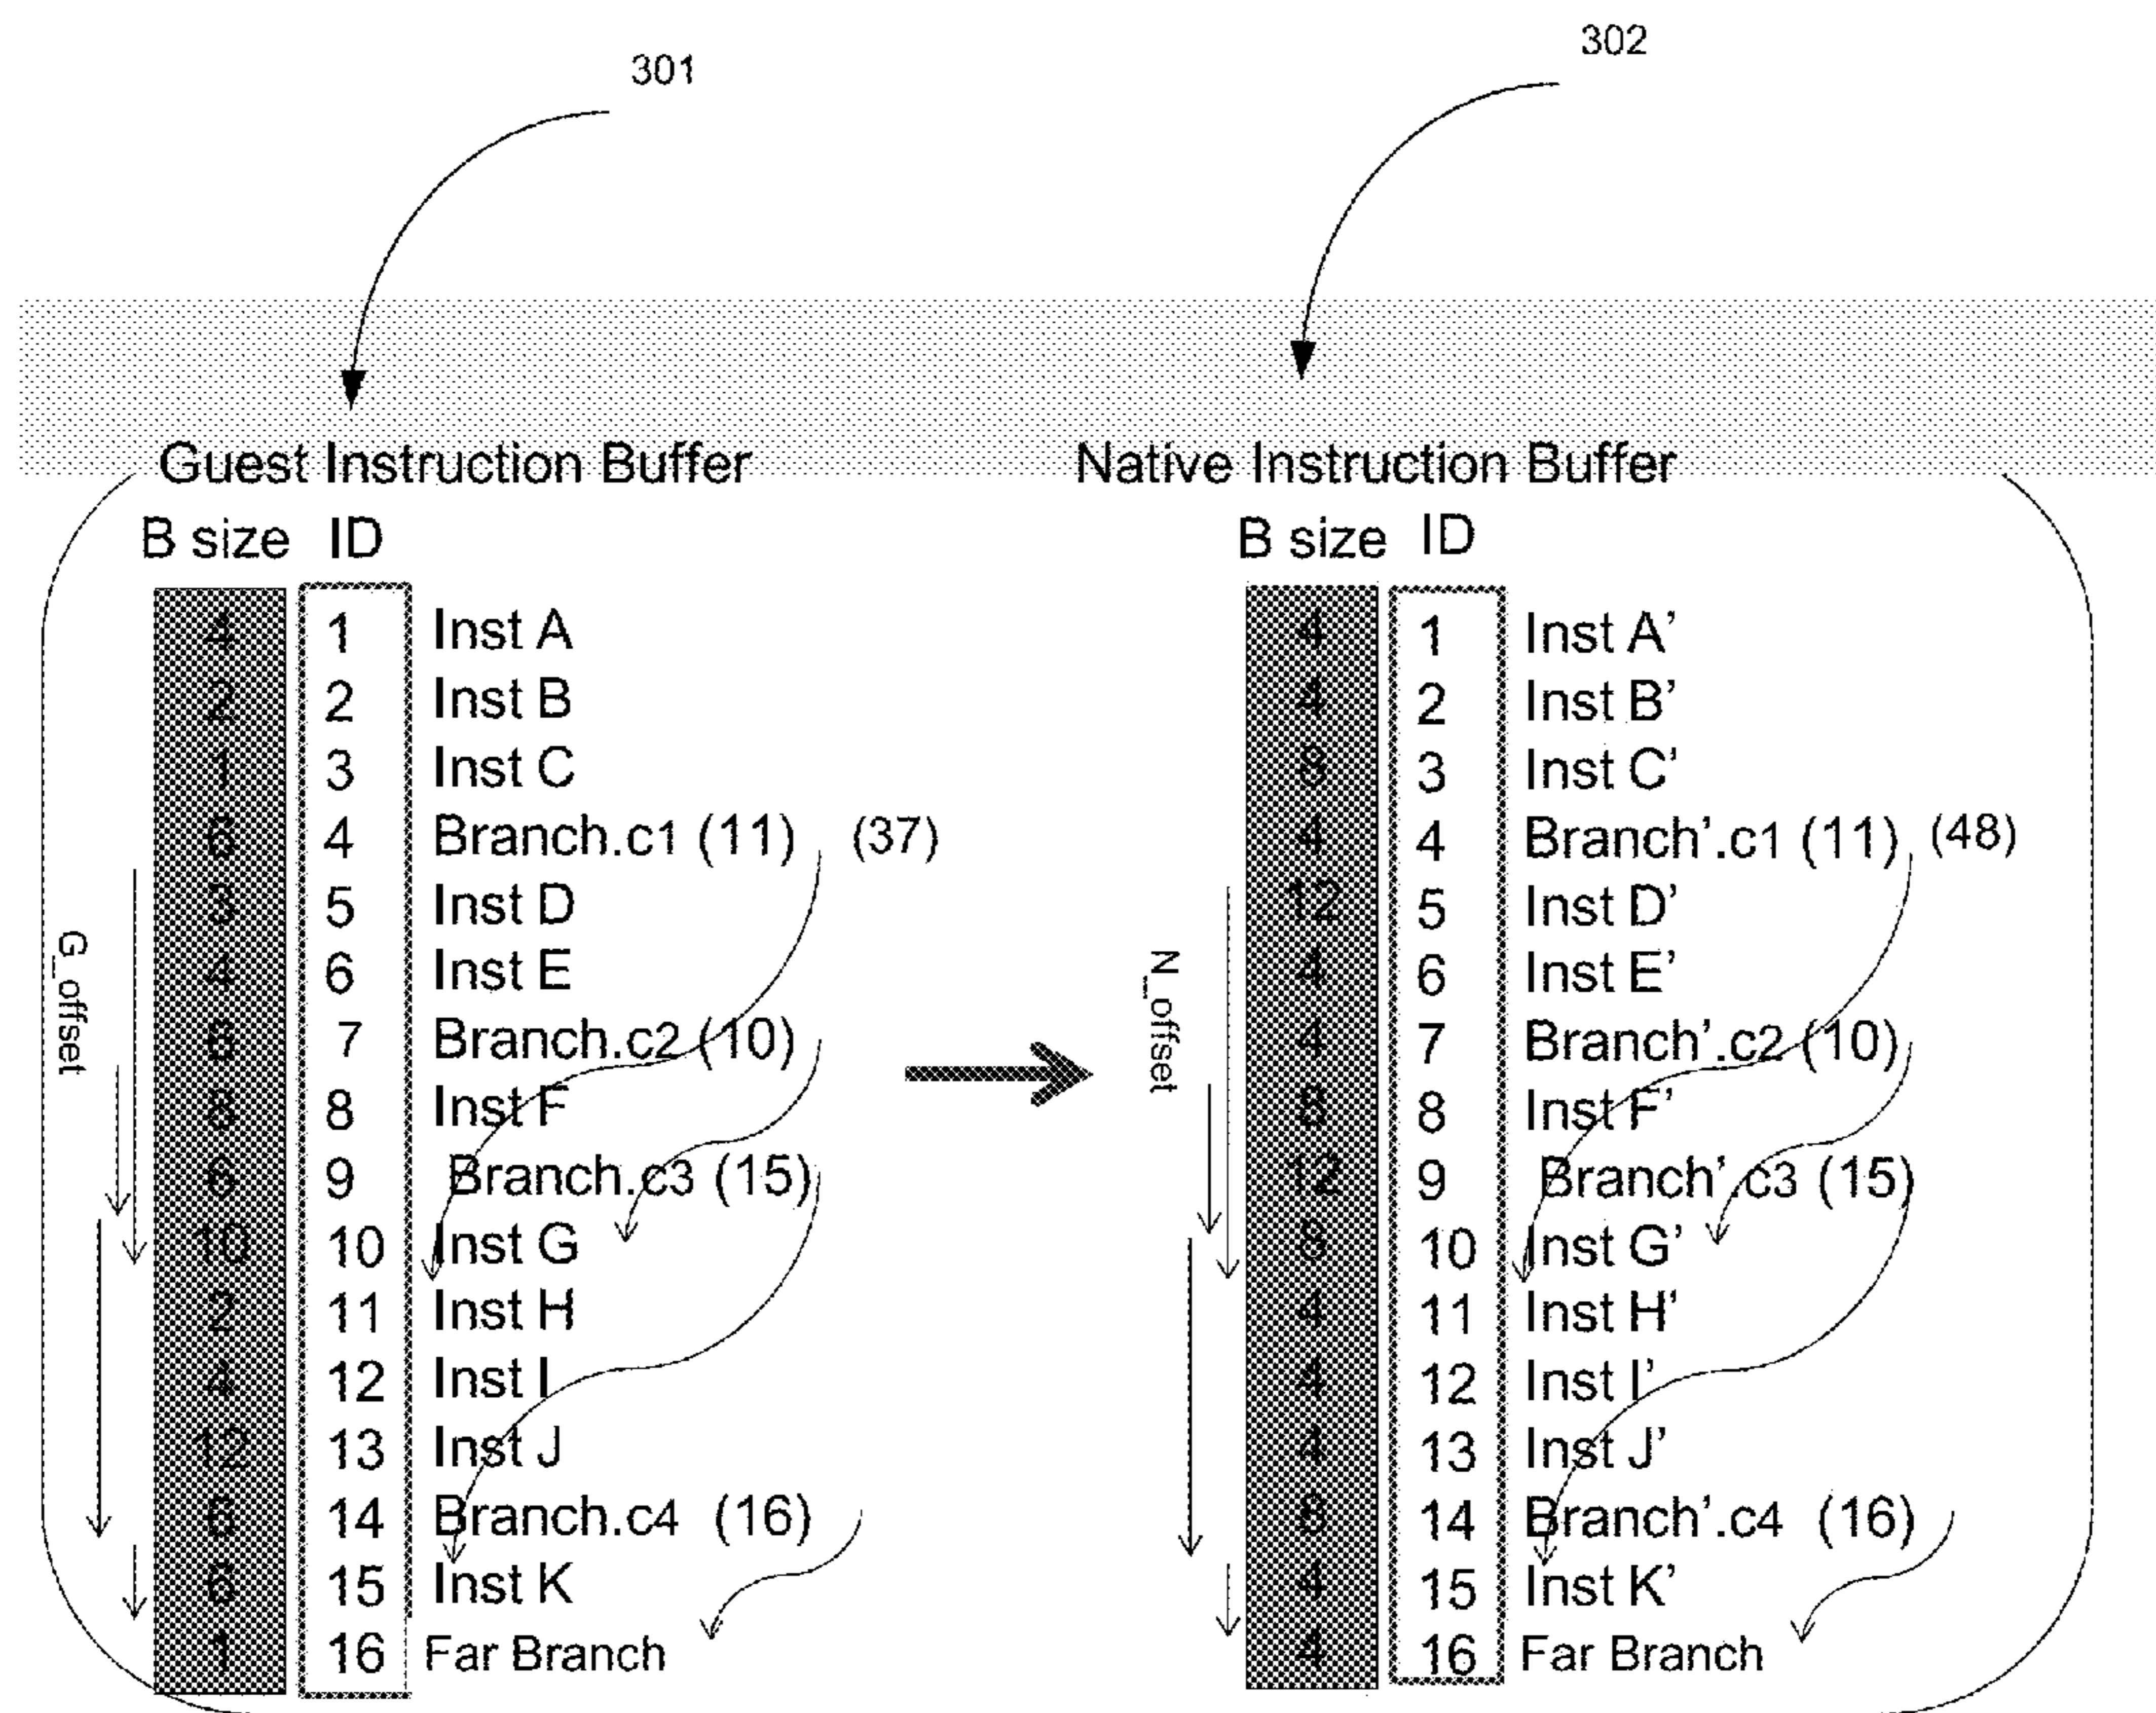 301
302
Guest Instruction Buffer
B size ID
4 1 Inst A
2 2 Inst B
1 3 Inst C
6 4 Branch.c1 (11) (37)
3 5 Inst D
4 6 Inst E
6 7 Branch.c2 (10)
8 8 Inst F
6 9 Branch.c3 (15)
10 10 Inst G
2 11 Inst H
4 12 Inst I
12 13 Inst J
6 14 Branch.c4 (16)
6 15 Inst K
1 16 Far Branch
G_offset
Native Instruction Buffer
B size ID
4 1 Inst A’
4 2 Inst B’
8 3 Inst C’
4 4 Branch’.c1 (11) (48)
12 5 Inst D’
4 6 Inst E’
4 7 Branch’.c2 (10)
8 8 Inst F’
12 9 Branch’.c3 (15)
8 10 Inst G’
4 11 Inst H’
4 12 Inst I’
4 13 Inst J’
8 14 Branch’.c4 (16)
4 15 Inst K’
4 16 Far Branch
N_offset